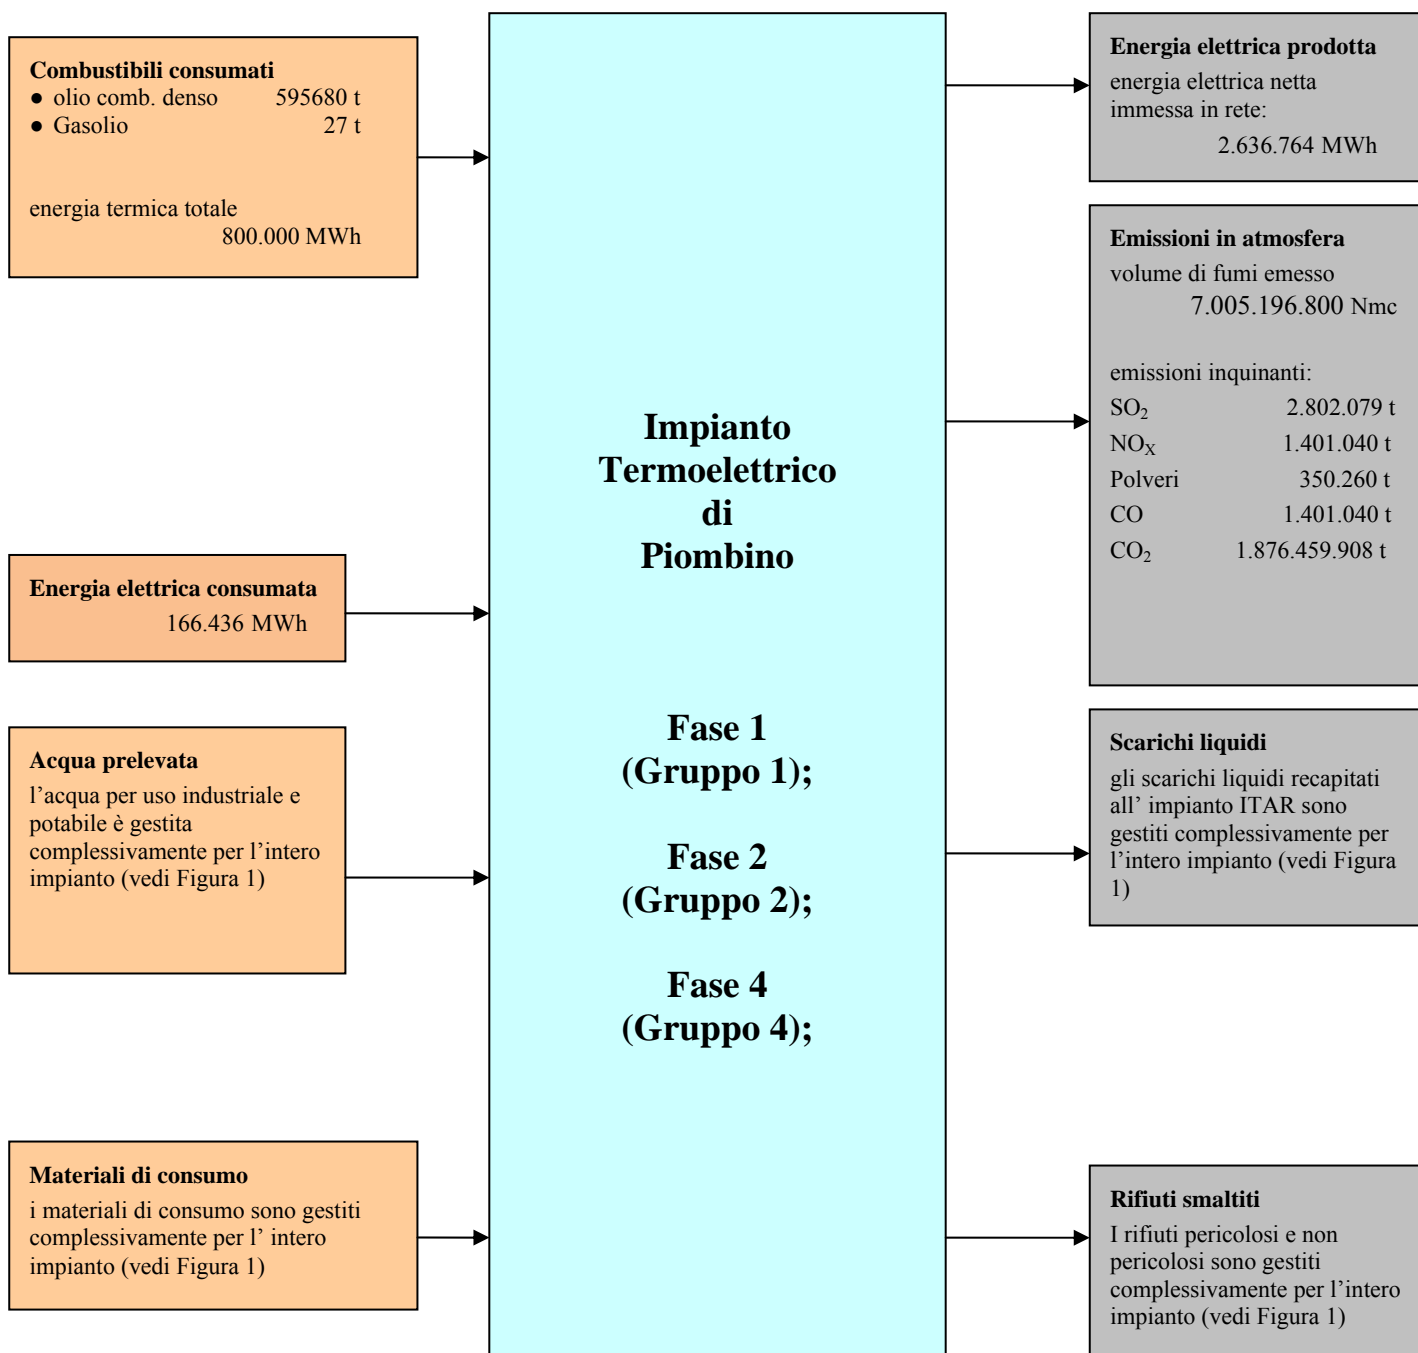 Combustibili consumati
● olio comb. denso 595680 t
● Gasolio 27 t
energia termica totale
800.000 MWh
Energia elettrica consumata
166.436 MWh
Acqua prelevata
l’acqua per uso industriale e
potabile è gestita
complessivamente per l’intero
impianto (vedi Figura 1)
Materiali di consumo
i materiali di consumo sono gestiti
complessivamente per l’ intero
impianto (vedi Figura 1)
Impianto
Termoelettrico
di
Piombino
Fase 1
(Gruppo 1);
Fase 2
(Gruppo 2);
Fase 4
(Gruppo 4);
Energia elettrica prodotta
energia elettrica netta
immessa in rete:
2.636.764 MWh
Emissioni in atmosfera
volume di fumi emesso
7.005.196.800 Nmc
emissioni inquinanti:
SO₂ 2.802.079 t
NOₓ 1.401.040 t
Polveri 350.260 t
CO 1.401.040 t
CO₂ 1.876.459.908 t
Scarichi liquidi
gli scarichi liquidi recapitati
all’ impianto ITAR sono
gestiti complessivamente per
l’intero impianto (vedi Figura
1)
Rifiuti smaltiti
I rifiuti pericolosi e non
pericolosi sono gestiti
complessivamente per l’intero
impianto (vedi Figura 1)